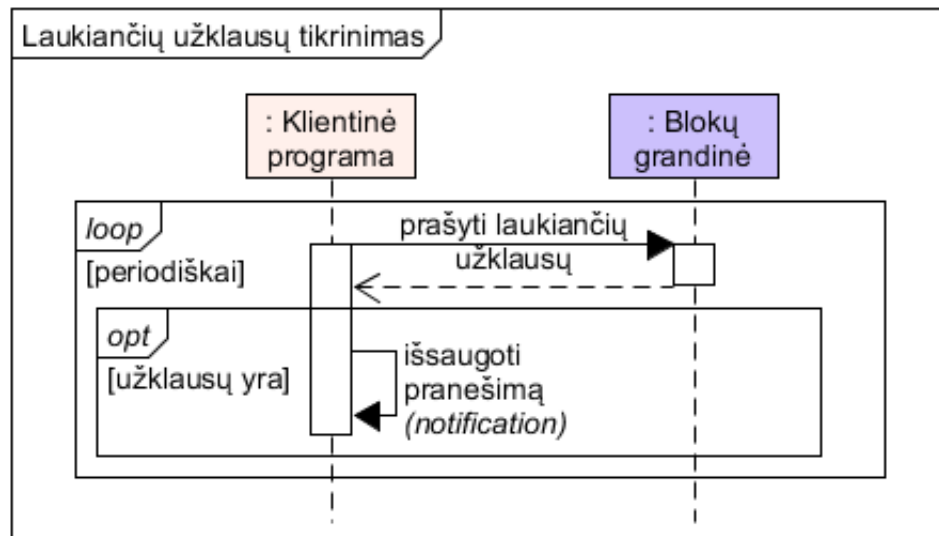 Laukiančių užklausų tikrinimas
: Klientinė
programa
: Blokų
grandinė
loop
[periodiškai]
prašyti laukiančių
užklausų
opt
[užklausų yra]
išsaugoti
pranešimą
(notification)